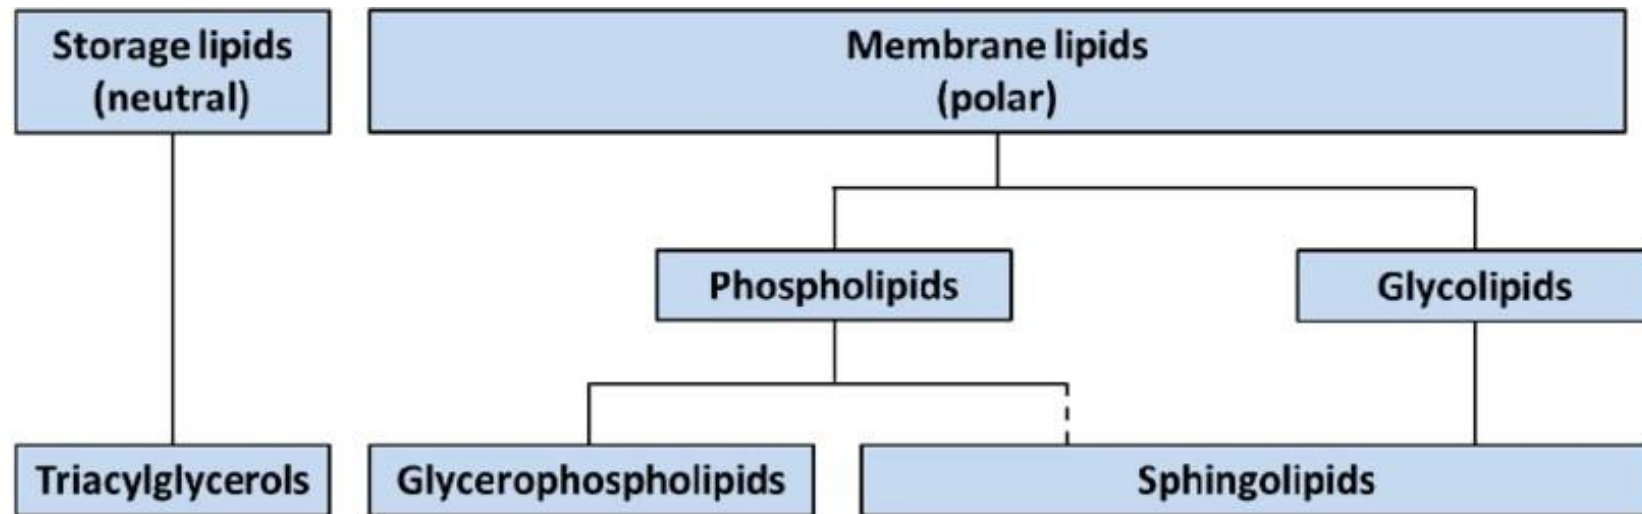 Storage lipids
(neutral)
Membrane lipids
(polar)
Phospholipids
Glycolipids
Triacylglycerols
Glycerophospholipids
Sphingolipids